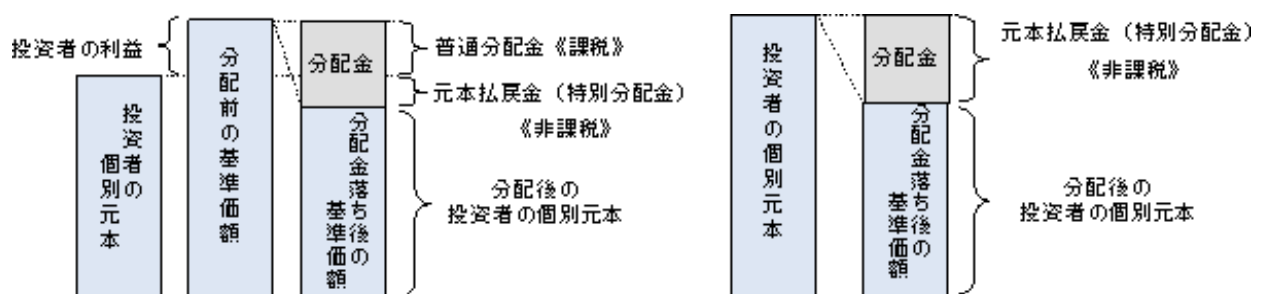 投資者の利益
投資者の
個別元本
分配前の基準価額
分配金
分配金落ち後の
基準価額
普通分配金《課税》
元本払戻金（特別分配金）
《非課税》
分配後の
投資者の個別元本
投資者の個別元本
分配金
分配金落ち後の
基準価額
元本払戻金（特別分配金）
《非課税》
分配後の
投資者の個別元本